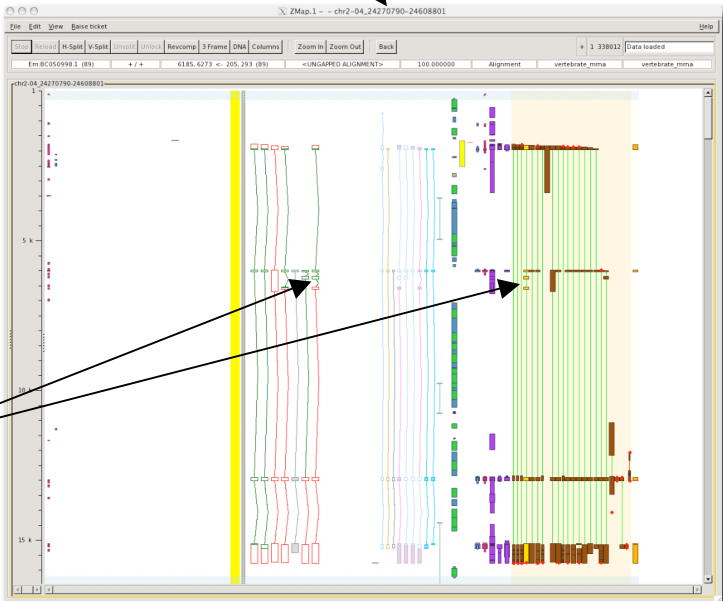 ZMap.1 - - chr2-04_24270790-24608801
File Edit View Raise ticket Help
Stop Reload H-Split V-Split Unsplit Unlock Revcomp 3 Frame DNA Columns Zoom In Zoom Out Back + 1 338012 Data loaded
Em:BC050998.1 (89) + / + 6185, 6273 <- 205, 293 (89) <UNGAPPED ALIGNMENT> 100.000000 Alignment vertebrate_mrna vertebrate_mrna
chr2-04_24270790-24608801
1
5 k
10 k
15 k